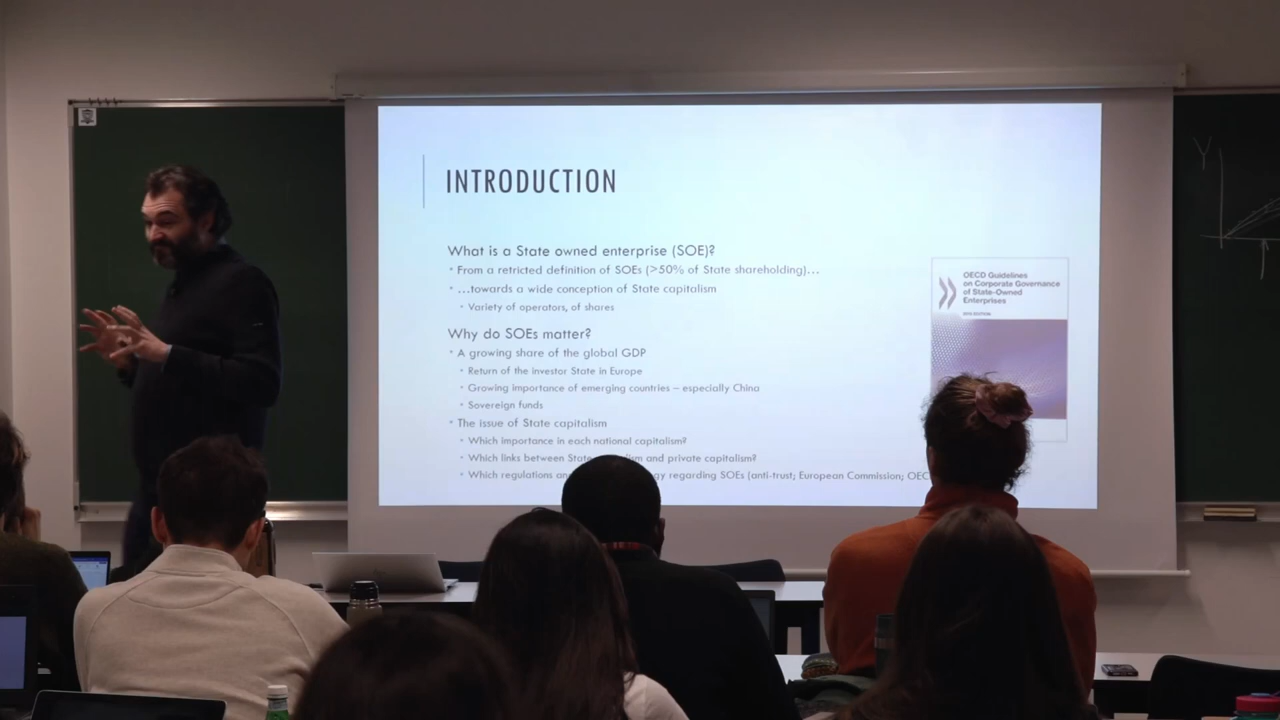 INTRODUCTION
What is a State owned enterprise (SOE)?
From a retricted definition of SOEs (>50% of State shareholding)...
...towards a wide conception of State capitalism
Variety of operators, of shares
Why do SOEs matter?
A growing share of the global GDP
Return of the investor State in Europe
Growing importance of emerging countries – especially China
Sovereign funds
The issue of State capitalism
Which importance in each national capitalism?
Which links between State and private capitalism?
Which regulations regarding SOEs (anti-trust; European Commission;
OECD Guidelines
on Corporate Governance
of State-Owned
Enterprises
2015 EDITION
Y